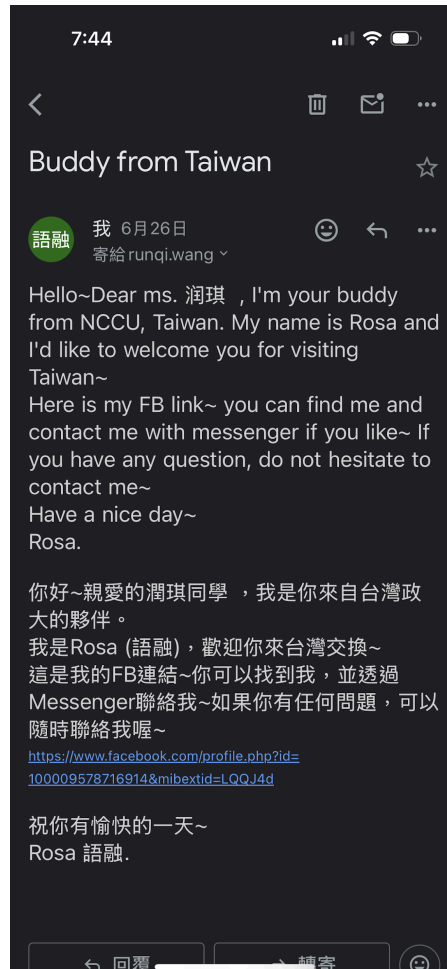 7:44
Buddy from Taiwan
語融
我 6月26日
寄給 runqi.wang
Hello~Dear ms. 润琪 , I'm your buddy
from NCCU, Taiwan. My name is Rosa and
I'd like to welcome you for visiting
Taiwan~
Here is my FB link~ you can find me and
contact me with messenger if you like~ If
you have any question, do not hesitate to
contact me~
Have a nice day~
Rosa.
你好~親愛的潤琪同學 ，我是你來自台灣政
大的夥伴。
我是Rosa (語融)，歡迎你來台灣交換~
這是我的FB連結~你可以找到我，並透過
Messenger聯絡我~如果你有任何問題，可以
隨時聯絡我喔~
https://www.facebook.com/profile.php?id=
100009578716914&mibextid=LQQJ4d
祝你有愉快的一天~
Rosa 語融.
回覆
轉寄